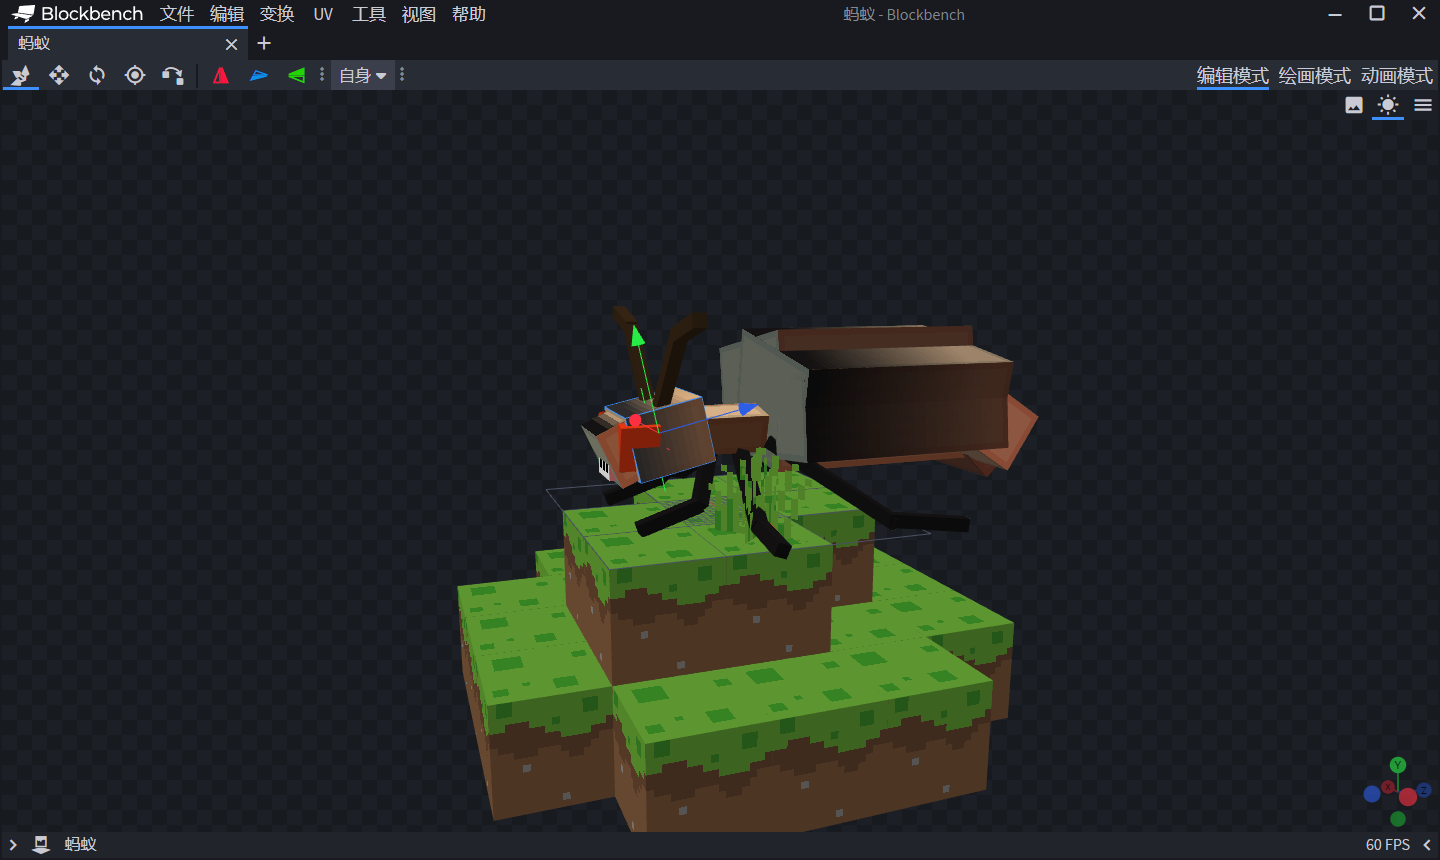 Blockbench 文件 编辑 变换 UV 工具 视图 帮助 蚂蚁 - Blockbench
蚂蚁
自身 编辑模式 绘画模式 动画模式
Y
X Z
蚂蚁 60 FPS